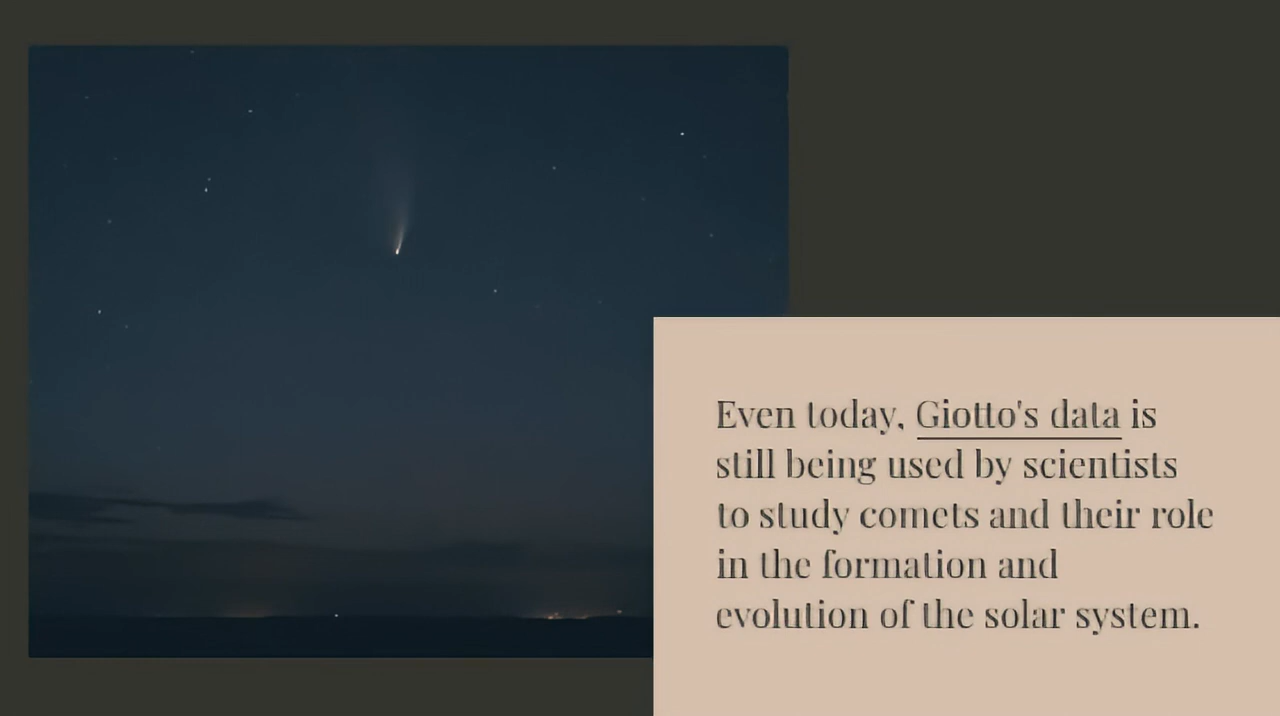 Even today, Giotto's data is
still being used by scientists
to study comets and their role
in the formation and
evolution of the solar system.